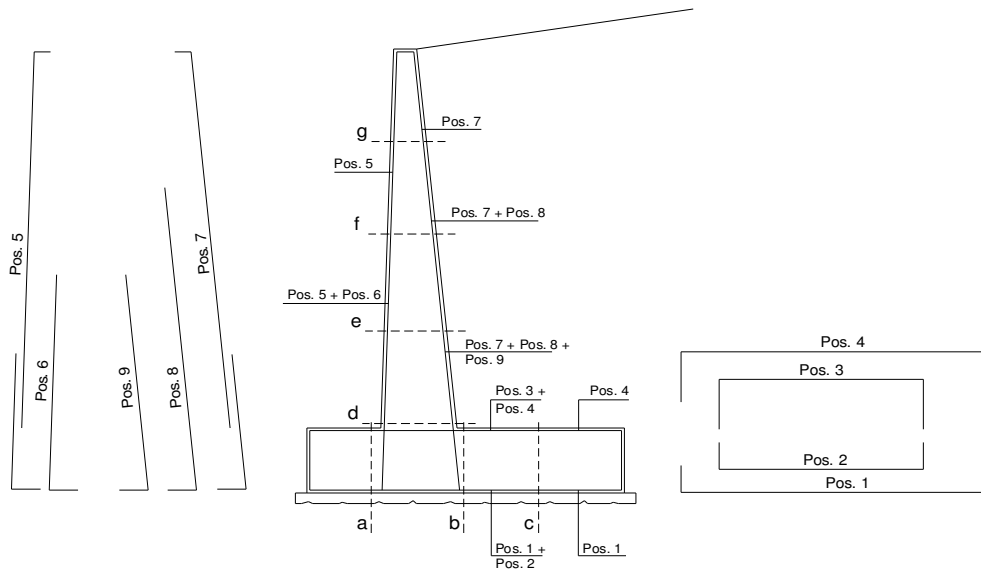 Pos. 7
g
Pos. 5
Pos. 7 + Pos. 8
f
Pos. 5
Pos. 7
Pos. 5 + Pos. 6
e
Pos. 7 + Pos. 8 +
Pos. 9
Pos. 4
Pos. 6
Pos. 9
Pos. 8
Pos. 3
Pos. 3 +
Pos. 4
Pos. 4
d
Pos. 2
Pos. 1
a
b
c
Pos. 1 +
Pos. 2
Pos. 1